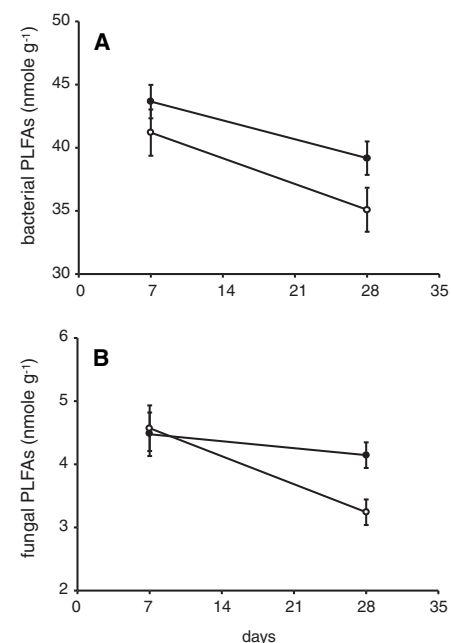 A
bacterial PLFAs (nmole g-1)
50
45
40
35
30
0 7 14 21 28 35
B
fungal PLFAs (nmole g-1)
6
5
4
3
2
0 7 14 21 28 35
days